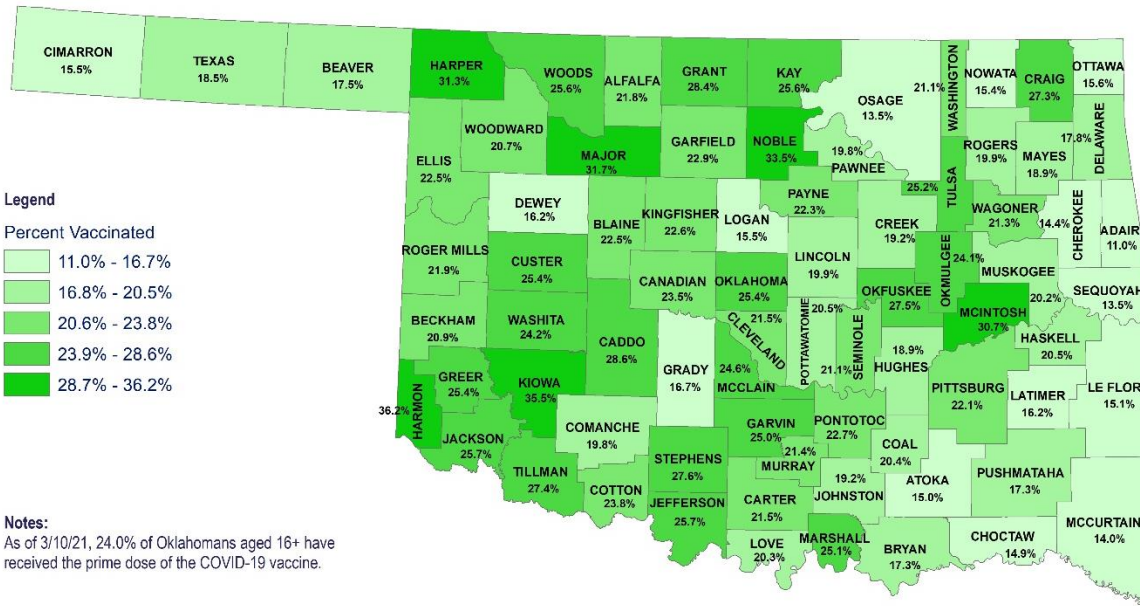 CIMARRON
15.5%
TEXAS
18.5%
BEAVER
17.5%
HARPER
31.3%
WOODS
25.6%
ALFALFA
21.8%
GRANT
28.4%
KAY
25.6%
OSAGE
13.5%
21.1%
WASHINGTON
NOWATA
15.4%
CRAIG
27.3%
OTTAWA
15.6%
WOODWARD
20.7%
MAJOR
31.7%
GARFIELD
22.9%
NOBLE
33.5%
19.8%
PAWNEE
ROGERS
19.9%
MAYES
18.9%
17.8%
DELAWARE
ELLIS
22.5%
DEWEY
16.2%
BLAINE
22.5%
KINGFISHER
22.6%
LOGAN
15.5%
PAYNE
22.3%
25.2%
TULSA
WAGONER
21.3%
14.4%
CHEROKEE
ADAIR
11.0%
Legend
Percent Vaccinated
11.0% - 16.7%
16.8% - 20.5%
20.6% - 23.8%
23.9% - 28.6%
28.7% - 36.2%
ROGER MILLS
21.9%
CUSTER
25.4%
CANADIAN
23.5%
OKLAHOMA
25.4%
LINCOLN
19.9%
CREEK
19.2%
OKMULGEE
24.1%
MUSKOGEE
20.2%
SEQUOYAH
13.5%
BECKHAM
20.9%
WASHITA
24.2%
CADDO
28.6%
GRADY
16.7%
21.5%
CLEVELAND
24.6%
MCCLAIN
20.5%
POTTAWATOMIE
21.1%
SEMINOLE
OKFUSKEE
27.5%
MCINTOSH
30.7%
HASKELL
20.5%
18.9%
HUGHES
PITTSBURG
22.1%
LATIMER
16.2%
LE FLOR
15.1%
36.2%
HARMON
GREER
25.4%
KIOWA
35.5%
JACKSON
25.7%
COMANCHE
19.8%
TILLMAN
27.4%
COTTON
23.8%
STEPHENS
27.6%
JEFFERSON
25.7%
GARVIN
25.0%
21.4%
MURRAY
PONTOTOC
22.7%
COAL
20.4%
ATOKA
15.0%
PUSHMATAHA
17.3%
19.2%
JOHNSTON
CARTER
21.5%
LOVE
20.3%
MARSHALL
25.1%
BRYAN
17.3%
CHOCTAW
14.9%
MCCURTAIN
14.0%
Notes:
As of 3/10/21, 24.0% of Oklahomans aged 16+ have
received the prime dose of the COVID-19 vaccine.